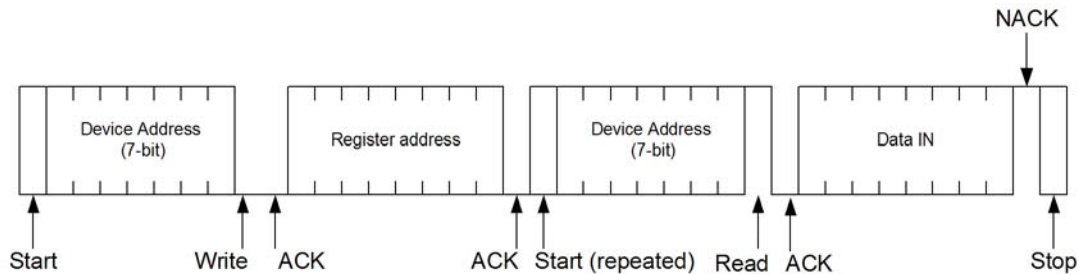 NACK
Device Address
(7-bit)
Register address
Device Address
(7-bit)
Data IN
Start
Write
ACK
ACK
Start (repeated)
Read
ACK
Stop